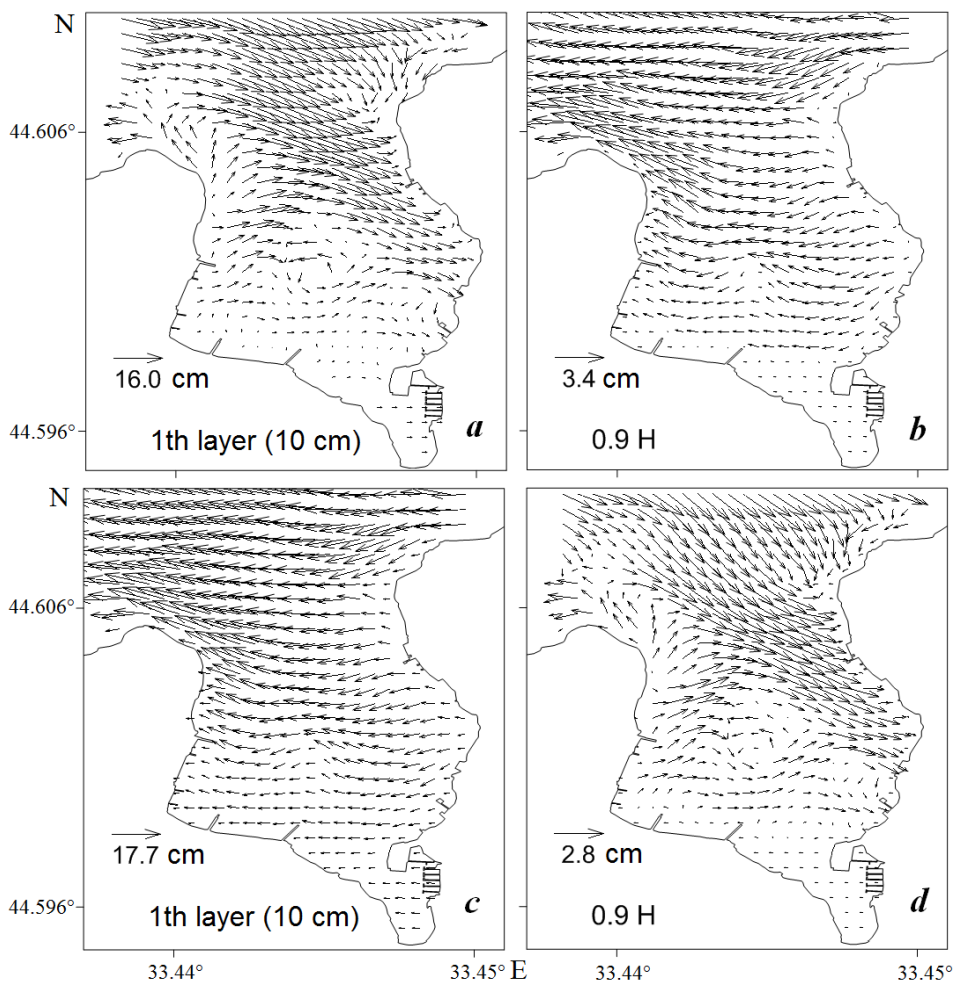 N
44.606°
44.596°
16.0 cm
1th layer (10 cm)
a
3.4 cm
0.9 H
b
N
44.606°
44.596°
17.7 cm
1th layer (10 cm)
c
2.8 cm
0.9 H
d
33.44° 33.45° E 33.44° 33.45°